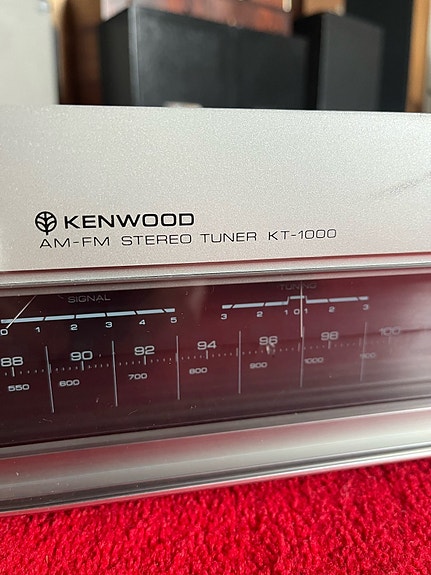 KENWOOD
AM-FM STEREO TUNER KT-1000
SIGNAL TUNING
0 1 2 3 4 5 3 2 1 0 1 2 3
88 90 92 94 96 98 100
550 600 700 800 900 1000